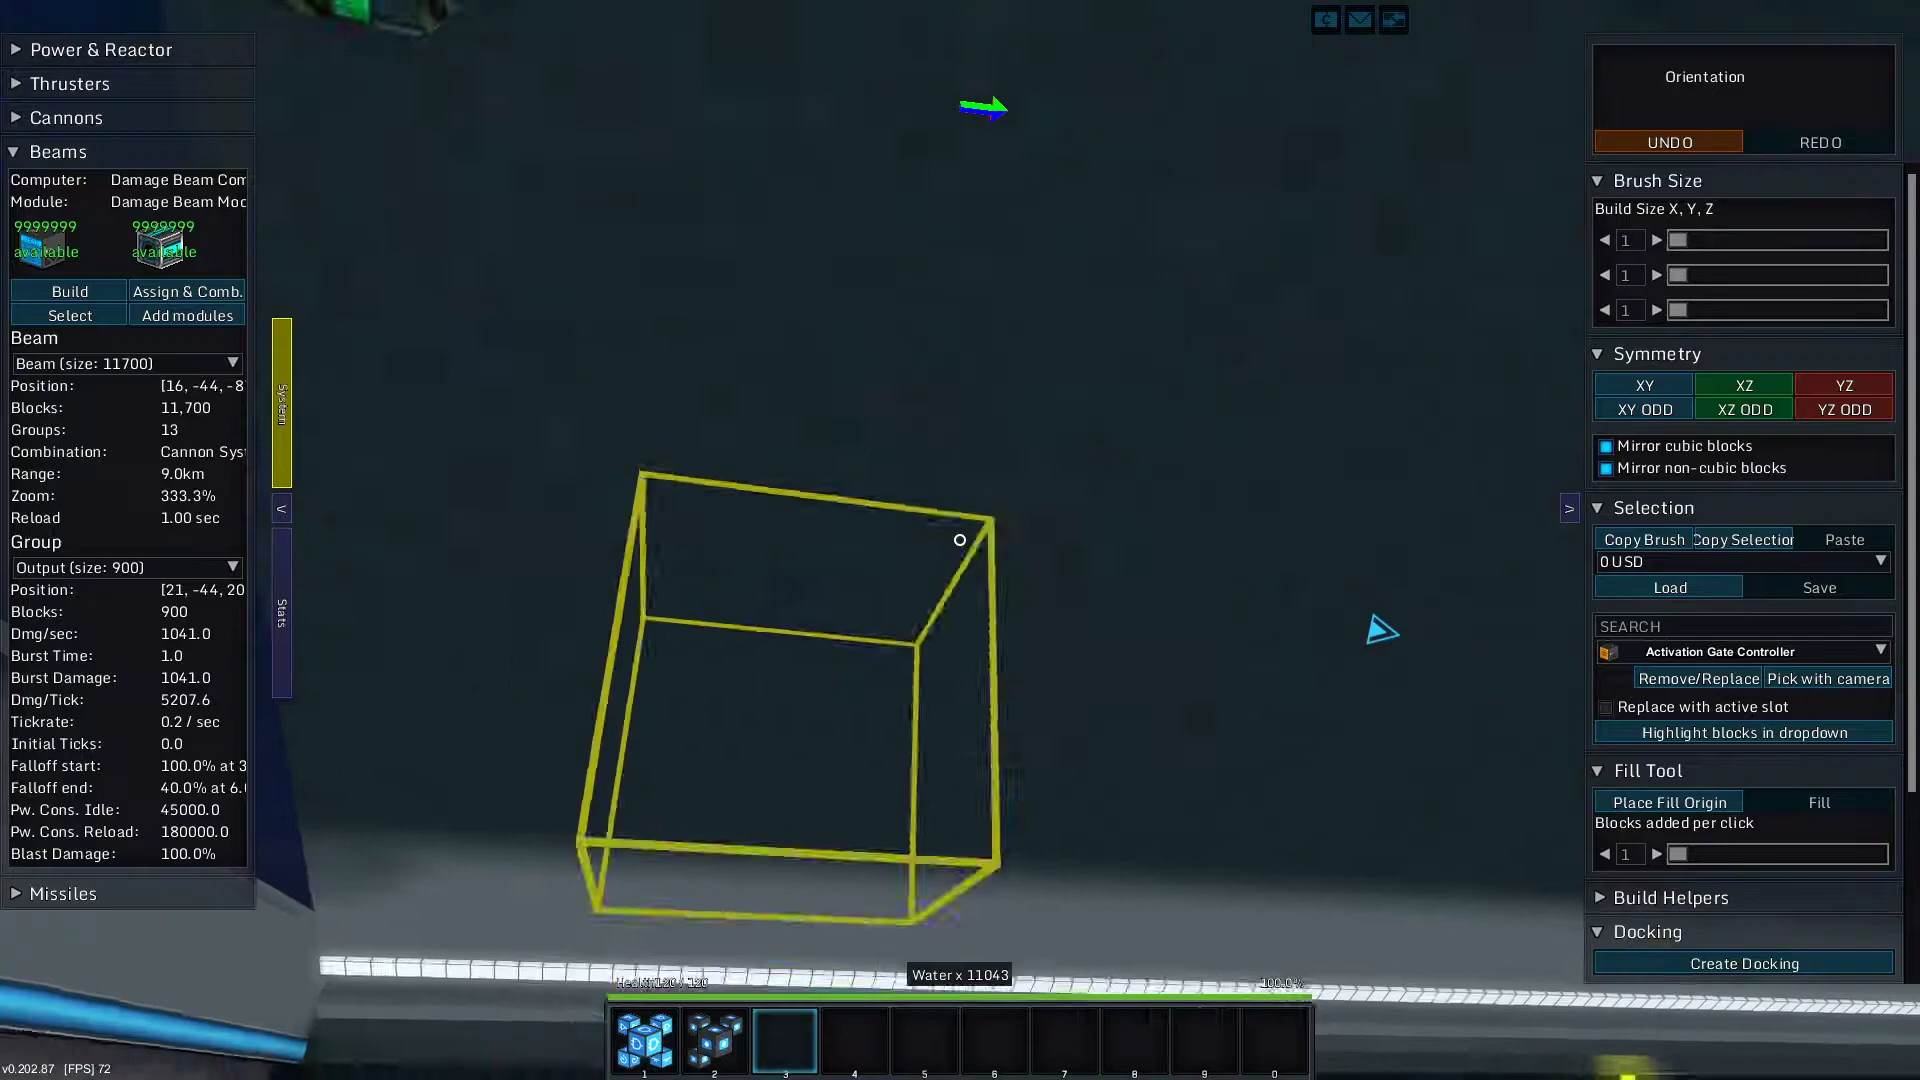 Power & Reactor
Thrusters
Cannons
Beams
Computer: Damage Beam Com
Module: Damage Beam Mod
9999999 9999999
available available
Build Assign & Comb.
Select Add modules
Beam
Beam (size: 11700)
Position: [16, -44, -8
Blocks: 11,700
Groups: 13
Combination: Cannon Sys
Range: 9.0km
Zoom: 333.3%
Reload 1.00 sec
Group
Output (size: 900)
Position: [21, -44, 20
Blocks: 900
Dmg/sec: 1041.0
Burst Time: 1.0
Burst Damage: 1041.0
Dmg/Tick: 5207.6
Tickrate: 0.2 / sec
Initial Ticks: 0.0
Falloff start: 100.0% at 3
Falloff end: 40.0% at 6.
Pw. Cons. Idle: 45000.0
Pw. Cons. Reload: 180000.0
Blast Damage: 100.0%
Missiles
System
V
Stats
v0.202.87 [FPS] 72
Water x 11043
Health 120 / 120 100.0%
1 2 3 4 5 6 7 8 9 0
>
Orientation
UNDO REDO
Brush Size
Build Size X, Y, Z
1
1
1
Symmetry
XY XZ YZ
XY ODD XZ ODD YZ ODD
Mirror cubic blocks
Mirror non-cubic blocks
Selection
Copy Brush Copy Selection Paste
0 USD
Load Save
SEARCH
Activation Gate Controller
Remove/Replace Pick with camera
Replace with active slot
Highlight blocks in dropdown
Fill Tool
Place Fill Origin Fill
Blocks added per click
1
Build Helpers
Docking
Create Docking